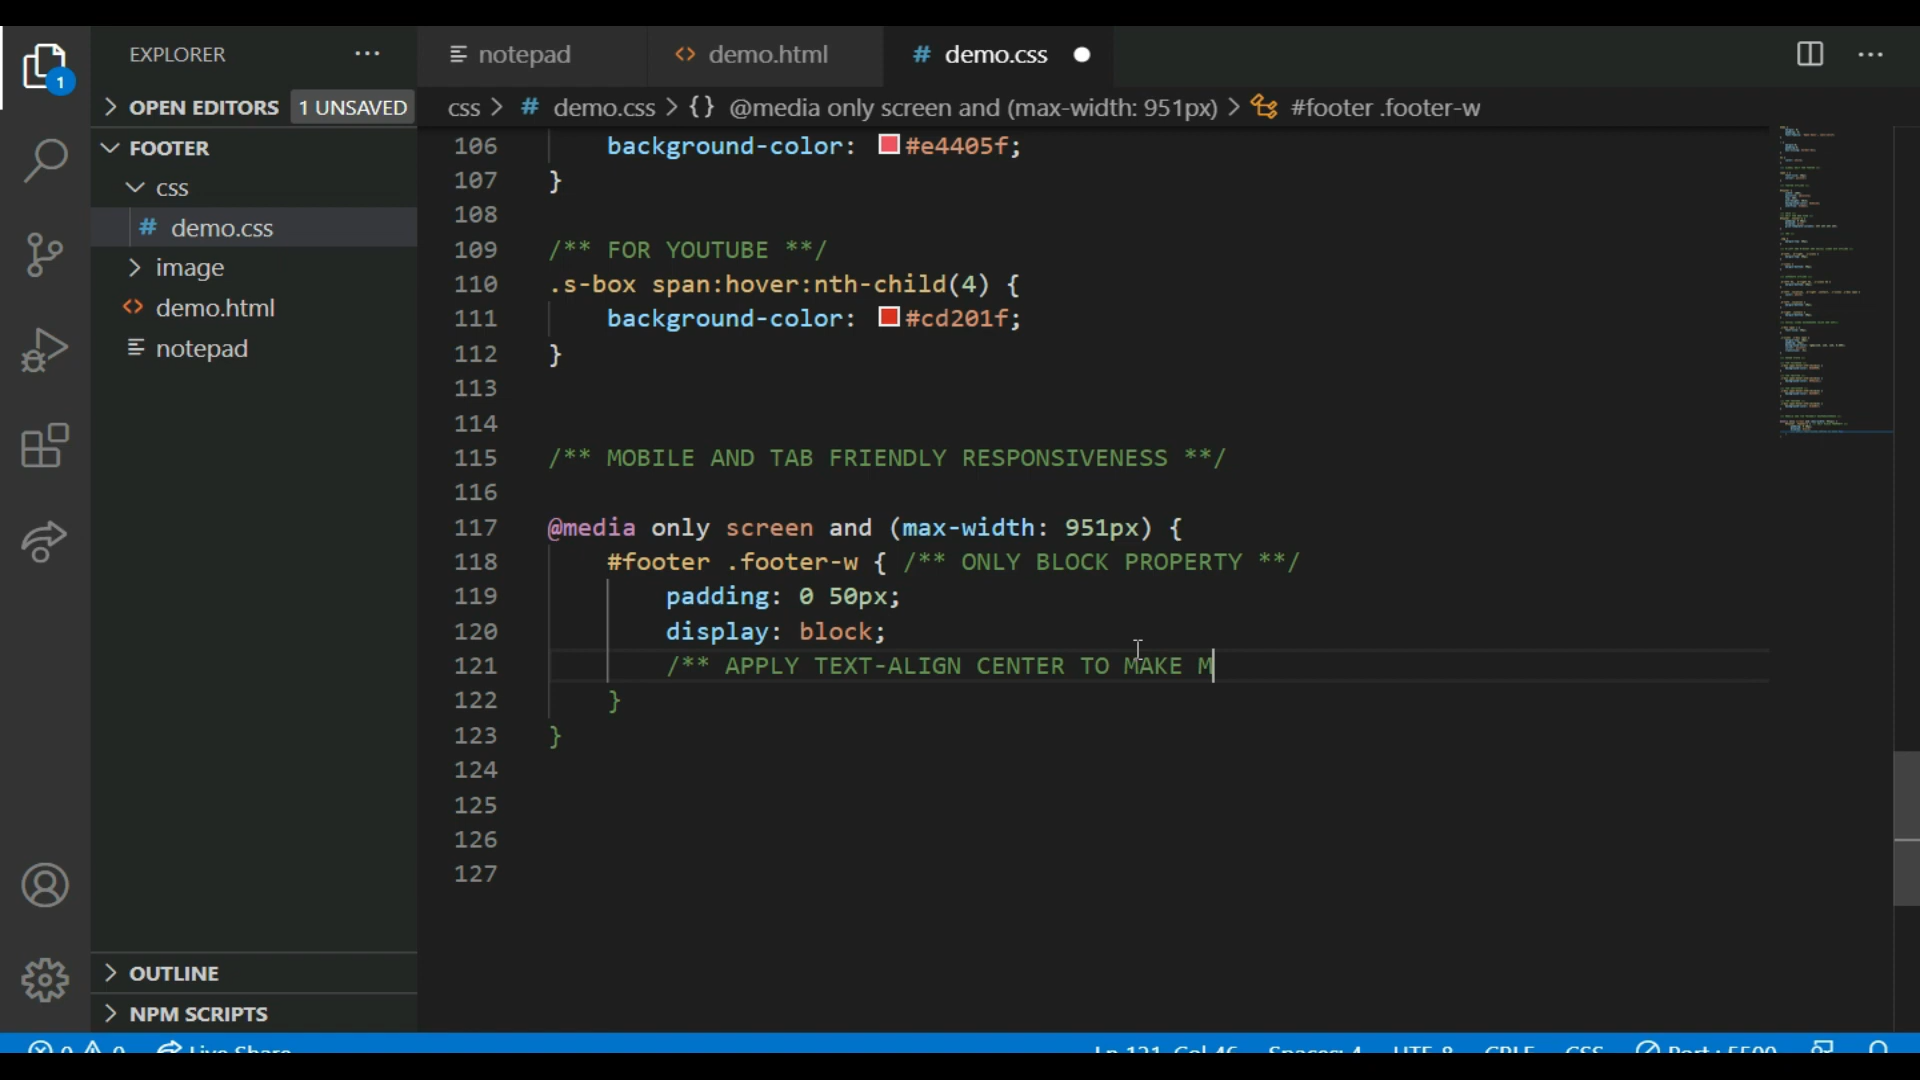 EXPLORER
1
OPEN EDITORS 1 UNSAVED
FOOTER
css
# demo.css
image
demo.html
notepad
OUTLINE
NPM SCRIPTS
notepad
demo.html
# demo.css
css > # demo.css > {} @media only screen and (max-width: 951px) > #footer .footer-w
106 background-color: #e4405f;
107 }
108
109 /** FOR YOUTUBE **/
110 .s-box span:hover:nth-child(4) {
111 background-color: #cd201f;
112 }
113
114
115 /** MOBILE AND TAB FRIENDLY RESPONSIVENESS **/
116
117 @media only screen and (max-width: 951px) {
118 #footer .footer-w { /** ONLY BLOCK PROPERTY **/
119 padding: 0 50px;
120 display: block;
121 /** APPLY TEXT-ALIGN CENTER TO MAKE M
122 }
123 }
124
125
126
127
0 0 Live Share Ln 121, Col 46 Spaces: 4 UTF-8 CRLF CSS Port : 5500